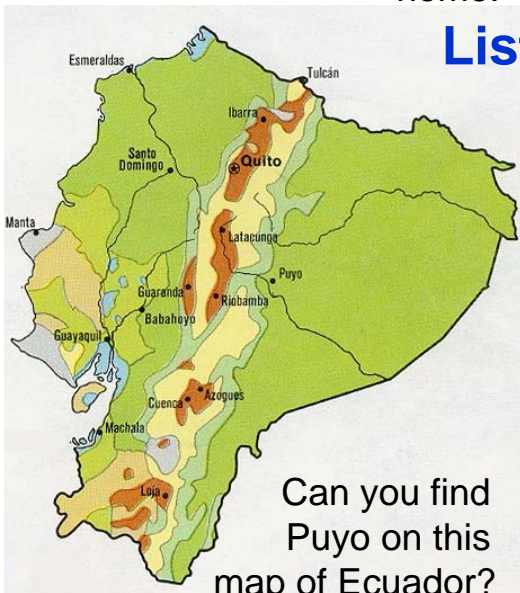 Lis
Esmeraldas
Tulcán
Ibarra
Santo
Domingo
Quito
Manta
Latacunga
Puyo
Guaranda
Riobamba
Babahoyo
Guayaquil
Azogues
Cuenca
Machala
Loja
Can you find
Puyo on this
map of Ecuador?